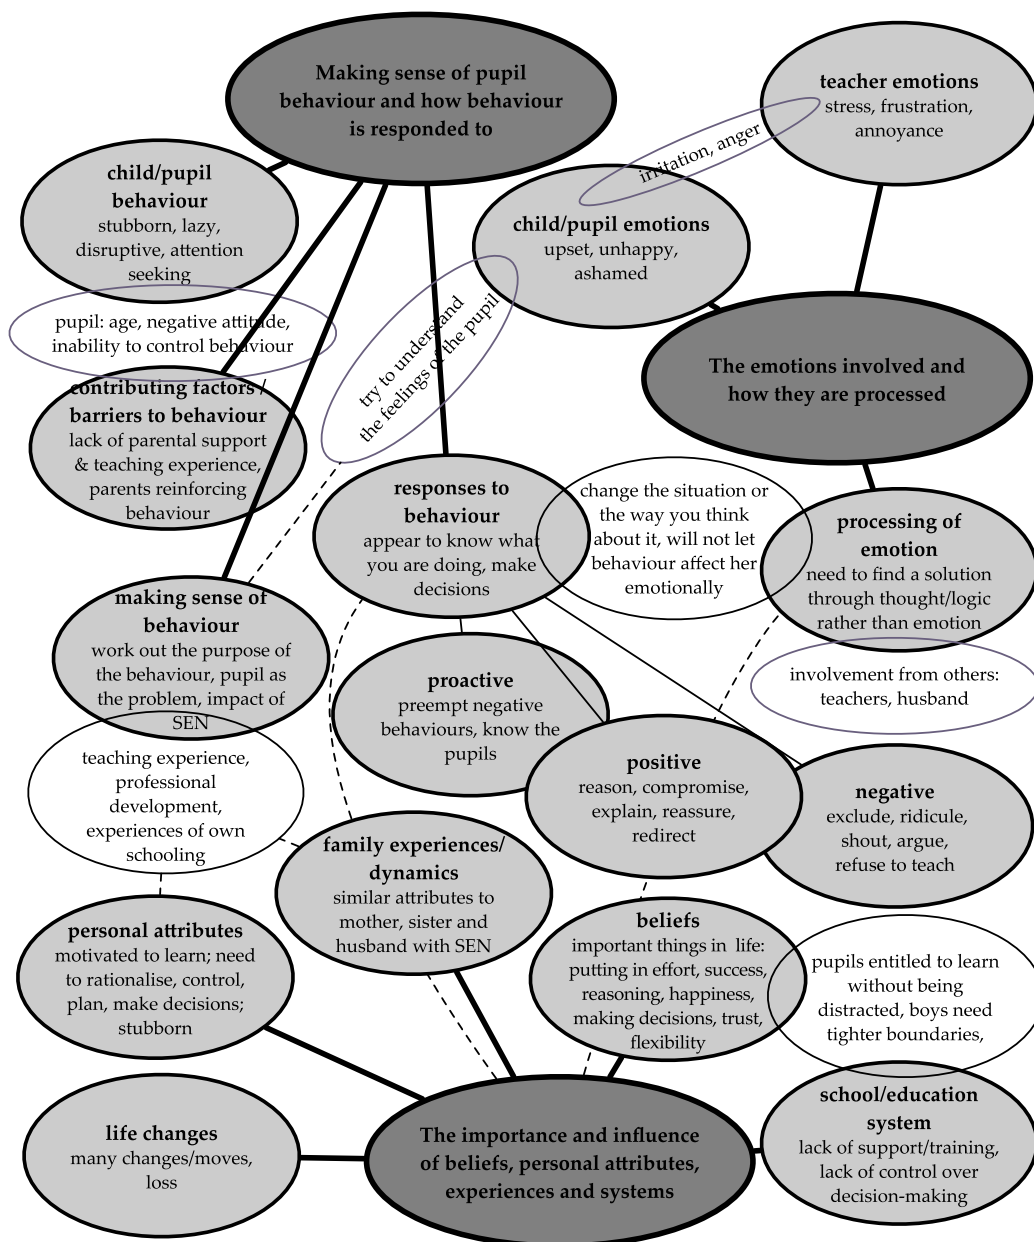 Making sense of pupil
behaviour and how behaviour
is responded to
teacher emotions
stress, frustration,
annoyance
irritation, anger
child/pupil
behaviour
stubborn, lazy,
disruptive, attention
seeking
child/pupil emotions
upset, unhappy,
ashamed
pupil: age, negative attitude,
inability to control behaviour
try to understand
the feelings of the pupil
The emotions involved and
how they are processed
contributing factors /
barriers to behaviour
lack of parental support
& teaching experience,
parents reinforcing
behaviour
responses to
behaviour
appear to know what
you are doing, make
decisions
change the situation or
the way you think
about it, will not let
behaviour affect her
emotionally
processing of
emotion
need to find a solution
through thought/logic
rather than emotion
making sense of
behaviour
work out the purpose of
the behaviour, pupil as
the problem, impact of
SEN
proactive
preempt negative
behaviours, know the
pupils
involvement from others:
teachers, husband
teaching experience,
professional
development,
experiences of own
schooling
positive
reason, compromise,
explain, reassure,
redirect
negative
exclude, ridicule,
shout, argue,
refuse to teach
family experiences/
dynamics
similar attributes to
mother, sister and
husband with SEN
personal attributes
motivated to learn; need
to rationalise, control,
plan, make decisions;
stubborn
beliefs
important things in life:
putting in effort, success,
reasoning, happiness,
making decisions, trust,
flexibility
pupils entitled to learn
without being
distracted, boys need
tighter boundaries,
life changes
many changes/moves,
loss
The importance and influence
of beliefs, personal attributes,
experiences and systems
school/education
system
lack of support/training,
lack of control over
decision-making